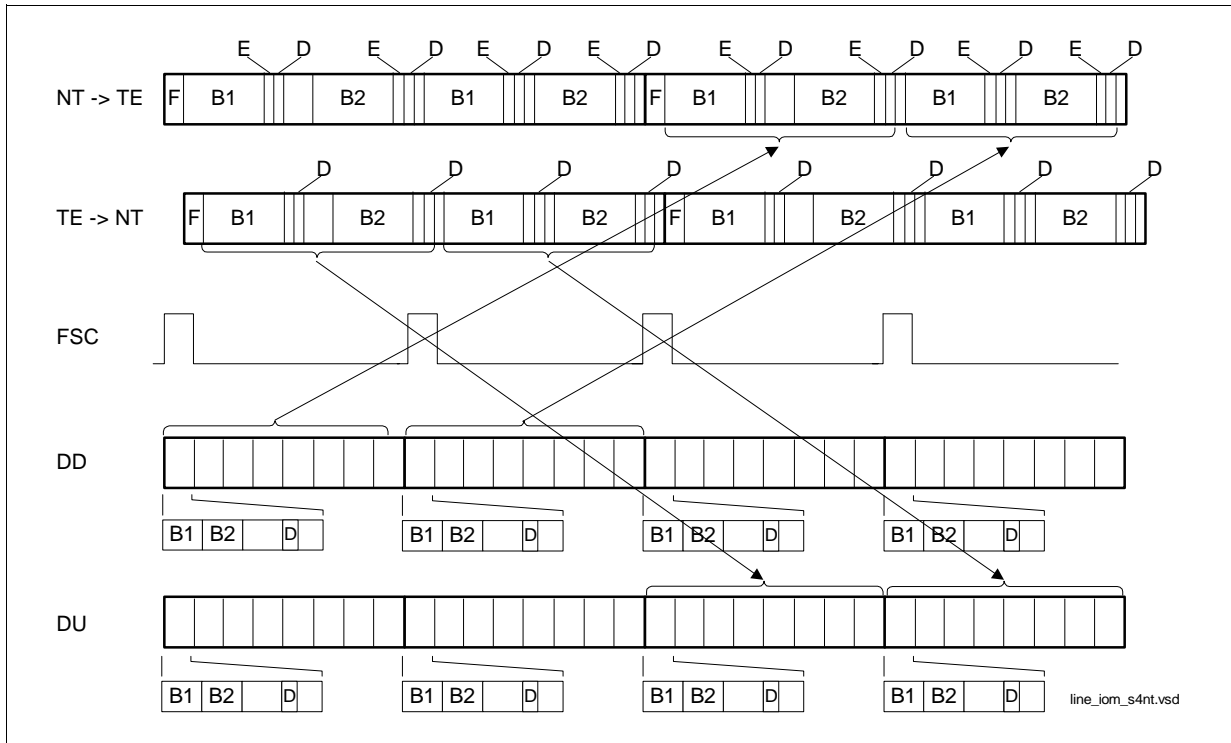 E D E D E D E D E D E D E D E D
NT -> TE F B1 B2 B1 B2 F B1 B2 B1 B2
D D D D D D D D
TE -> NT F B1 B2 B1 B2 F B1 B2 B1 B2
FSC
DD
B1 B2 D B1 B2 D B1 B2 D B1 B2 D
DU
B1 B2 D B1 B2 D B1 B2 D B1 B2 D
line_iom_s4nt.vsd